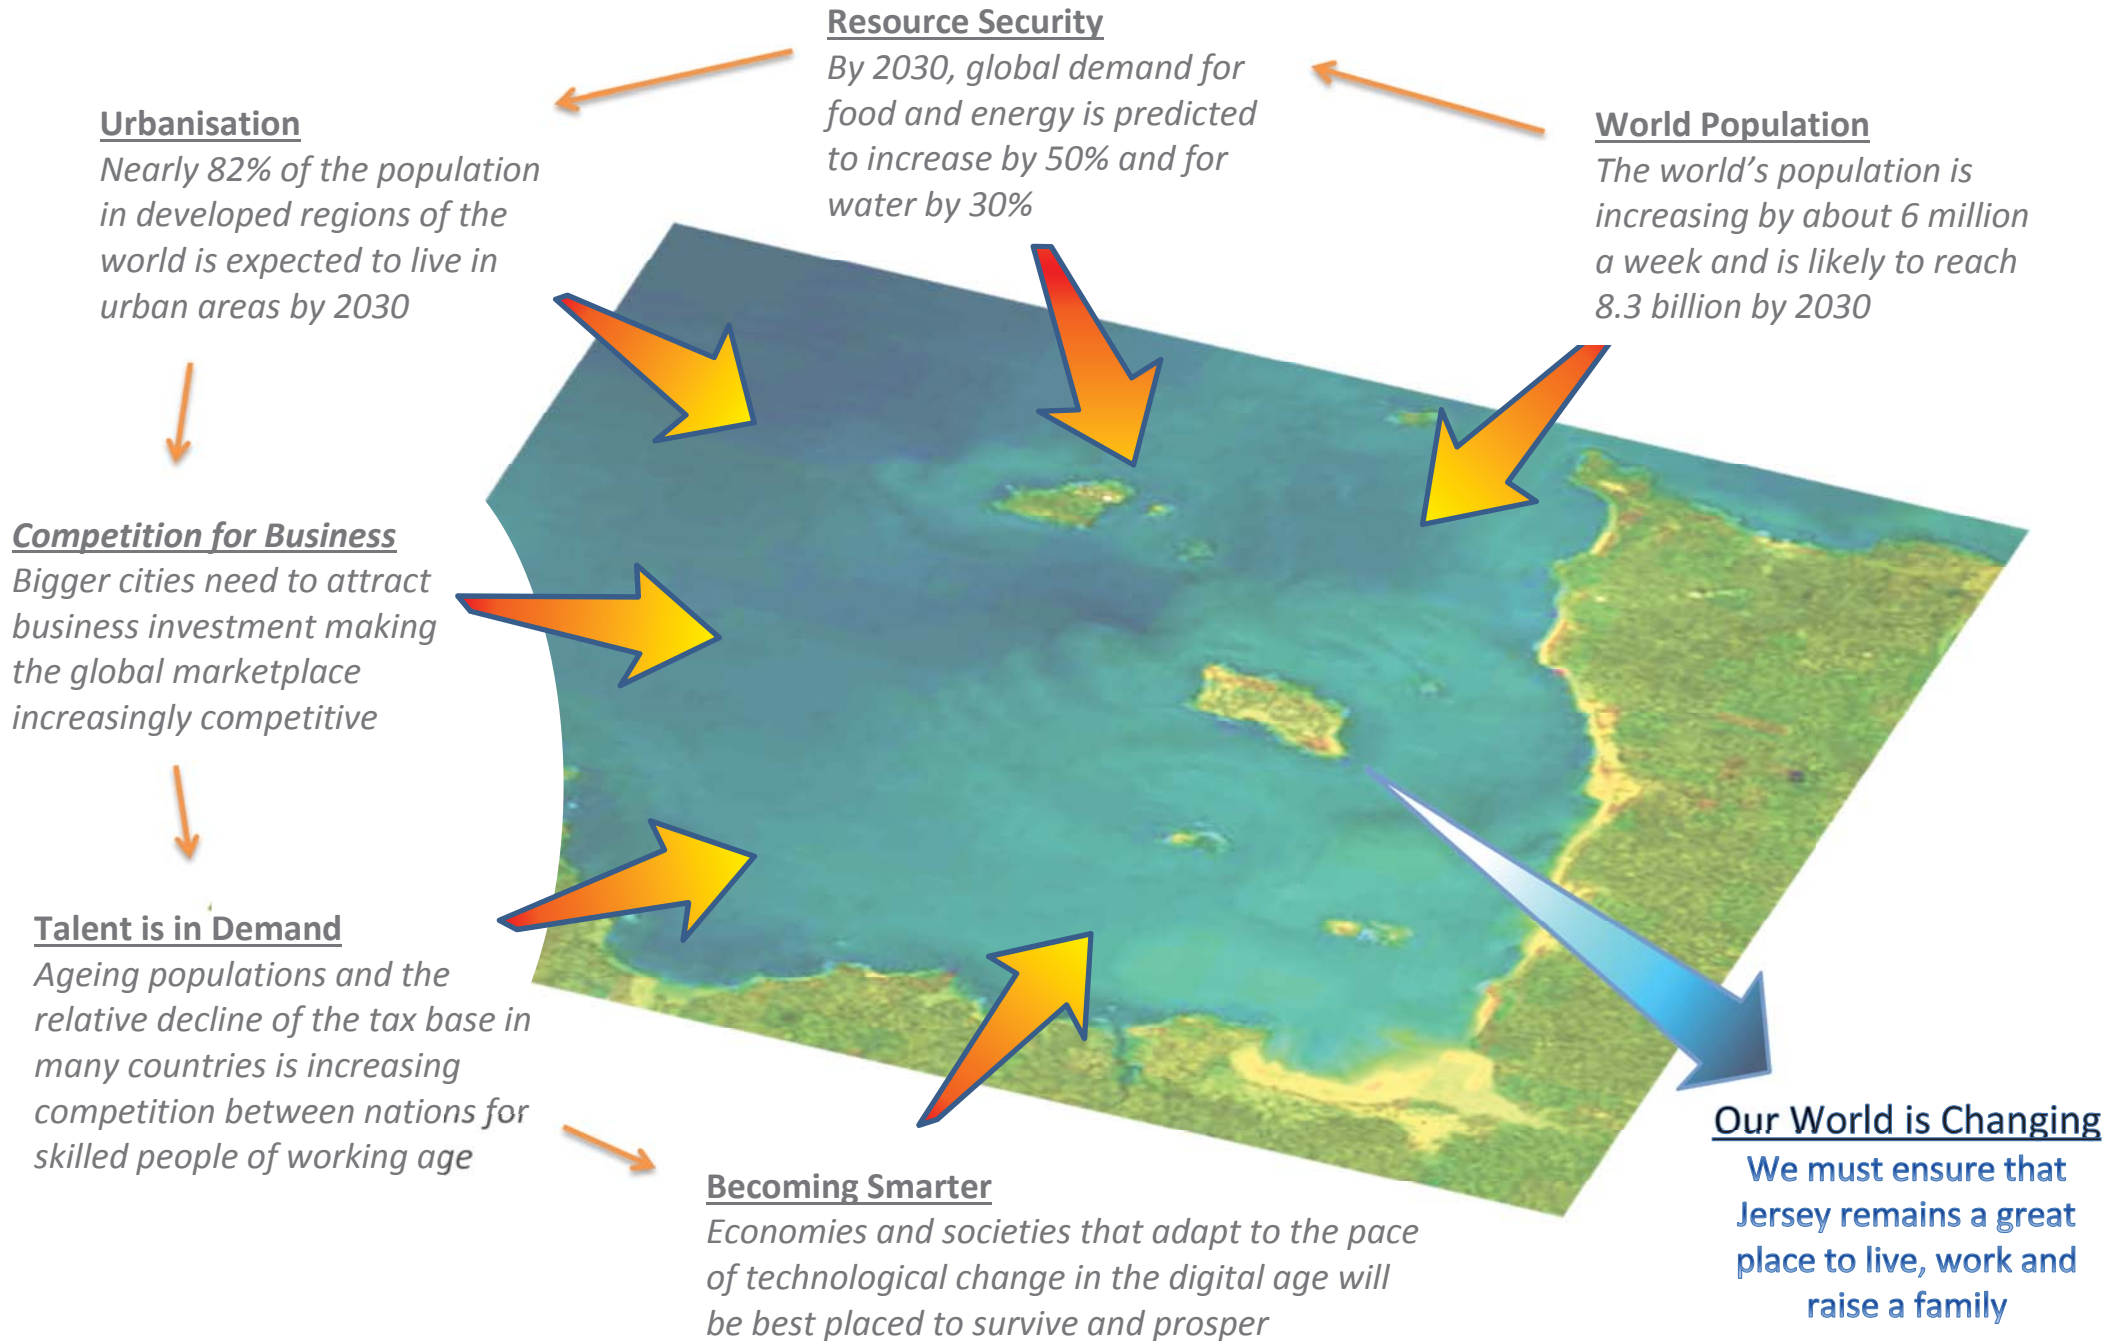 Resource Security
By 2030, global demand for
food and energy is predicted
to increase by 50% and for
water by 30%
Urbanisation
Nearly 82% of the population
in developed regions of the
world is expected to live in
urban areas by 2030
World Population
The world's population is
increasing by about 6 million
a week and is likely to reach
8.3 billion by 2030
Competition for Business
Bigger cities need to attract
business investment making
the global marketplace
increasingly competitive
Talent is in Demand
Ageing populations and the
relative decline of the tax base in
many countries is increasing
competition between nations for
skilled people of working age
Becoming Smarter
Economies and societies that adapt to the pace
of technological change in the digital age will
be best placed to survive and prosper
Our World is Changing
We must ensure that
Jersey remains a great
place to live, work and
raise a family